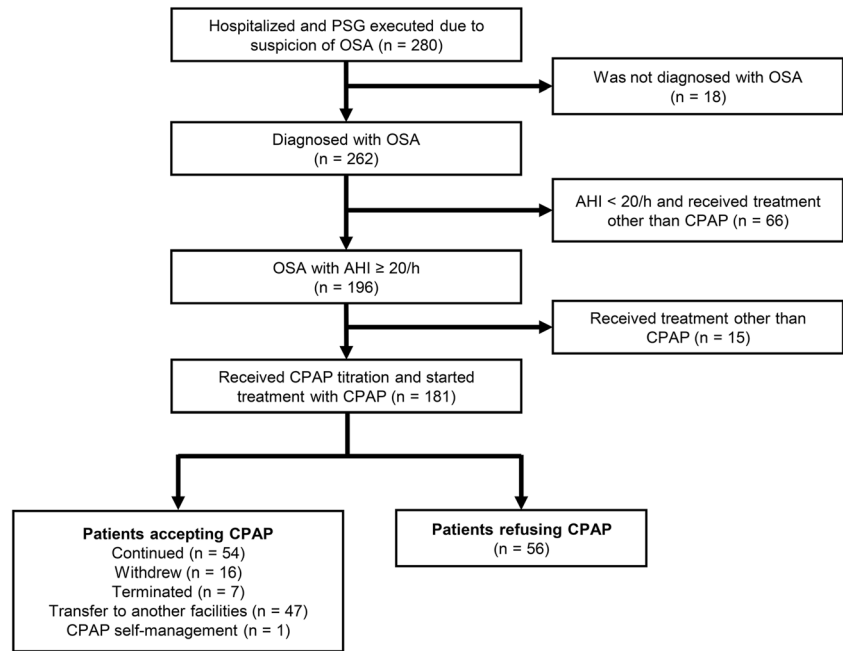 Hospitalized and PSG executed due to
suspicion of OSA (n = 280)
Was not diagnosed with OSA
(n = 18)
Diagnosed with OSA
(n = 262)
AHI < 20/h and received treatment
other than CPAP (n = 66)
OSA with AHI ≥ 20/h
(n = 196)
Received treatment other than
CPAP (n = 15)
Received CPAP titration and started
treatment with CPAP (n = 181)
Patients accepting CPAP
Continued (n = 54)
Withdrew (n = 16)
Terminated (n = 7)
Transfer to another facilities (n = 47)
CPAP self-management (n = 1)
Patients refusing CPAP
(n = 56)